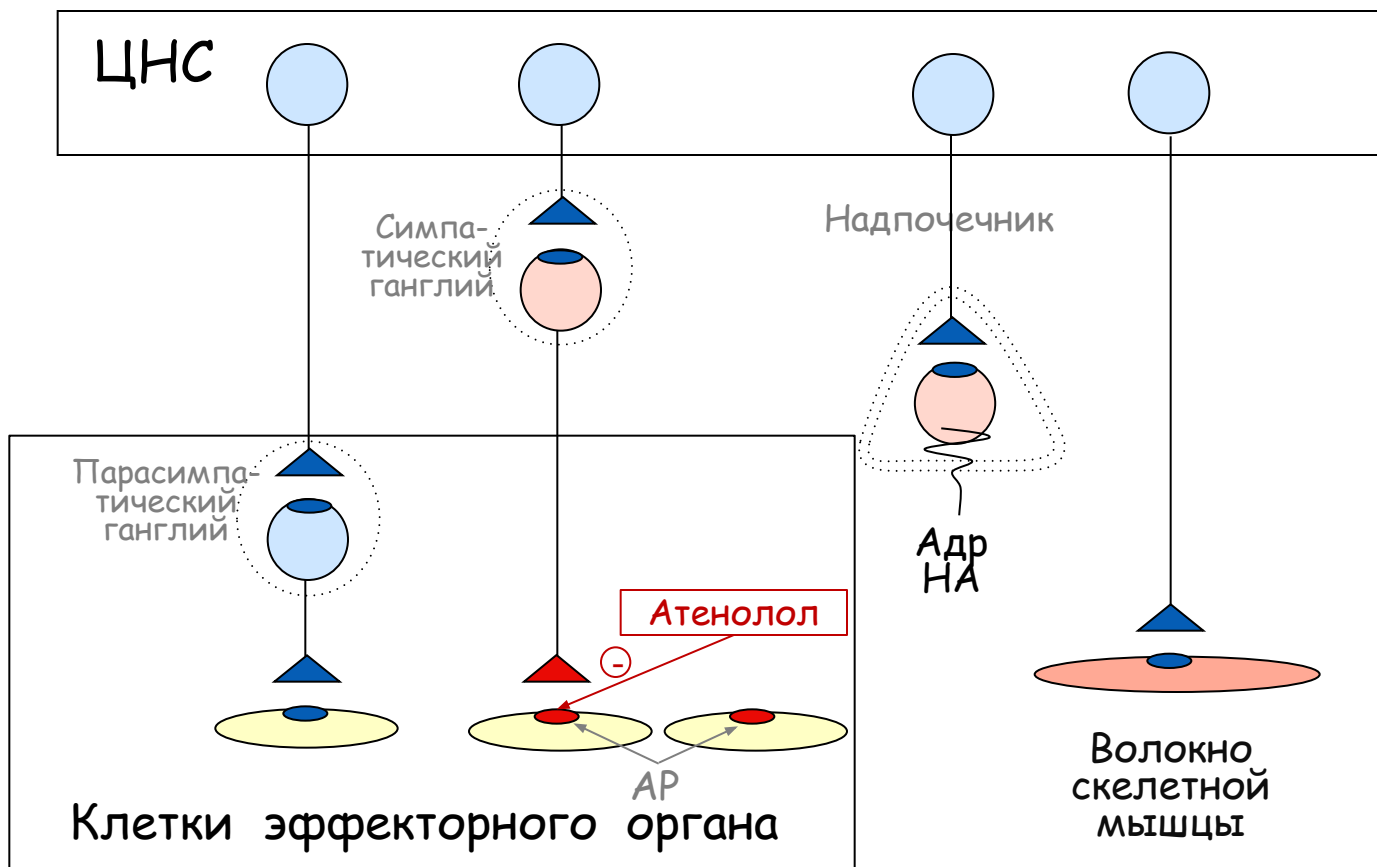 ЦНС
Симпа-
тический
ганглий
Надпочечник
Парасимпа-
тический
ганглий
Адр
НА
Атенолол
-
АР
Клетки эффекторного органа
Волокно
скелетной
мышцы